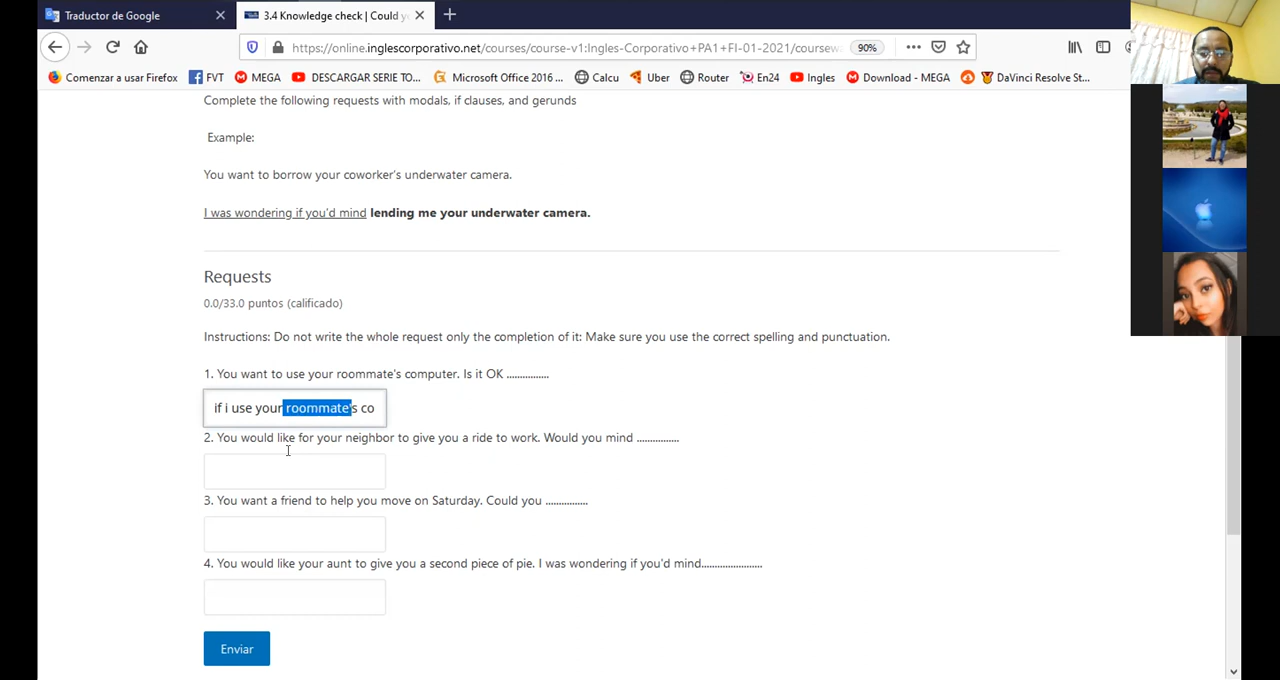 Traductor de Google
3.4 Knowledge check | Could yo
https://online.inglescorporativo.net/courses/course-v1:Ingles-Corporativo+PA1+FI-01-2021/coursew
90%
Comenzar a usar Firefox
FVT
MEGA
DESCARGAR SERIE TO...
Microsoft Office 2016 ...
Calcu
Uber
Router
En24
Ingles
Download - MEGA
DaVinci Resolve St...
Complete the following requests with modals, if clauses, and gerunds
Example:
You want to borrow your coworker's underwater camera.
I was wondering if you'd mind lending me your underwater camera.
Requests
0.0/33.0 puntos (calificado)
Instructions: Do not write the whole request only the completion of it: Make sure you use the correct spelling and punctuation.
1. You want to use your roommate's computer. Is it OK ................
if i use your roommate's co
2. You would like for your neighbor to give you a ride to work. Would you mind ................
3. You want a friend to help you move on Saturday. Could you ................
4. You would like your aunt to give you a second piece of pie. I was wondering if you'd mind......................
Enviar